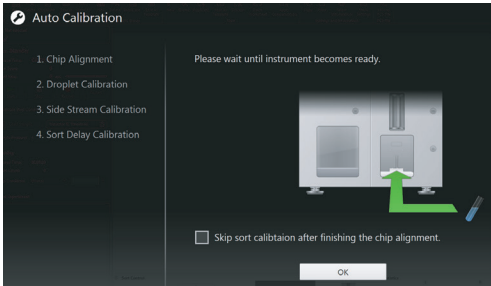 Auto Calibration
1. Chip Alignment
2. Droplet Calibration
3. Side Stream Calibration
4. Sort Delay Calibration
Please wait until instrument becomes ready.
Skip sort calibtaion after finishing the chip alignment.
OK